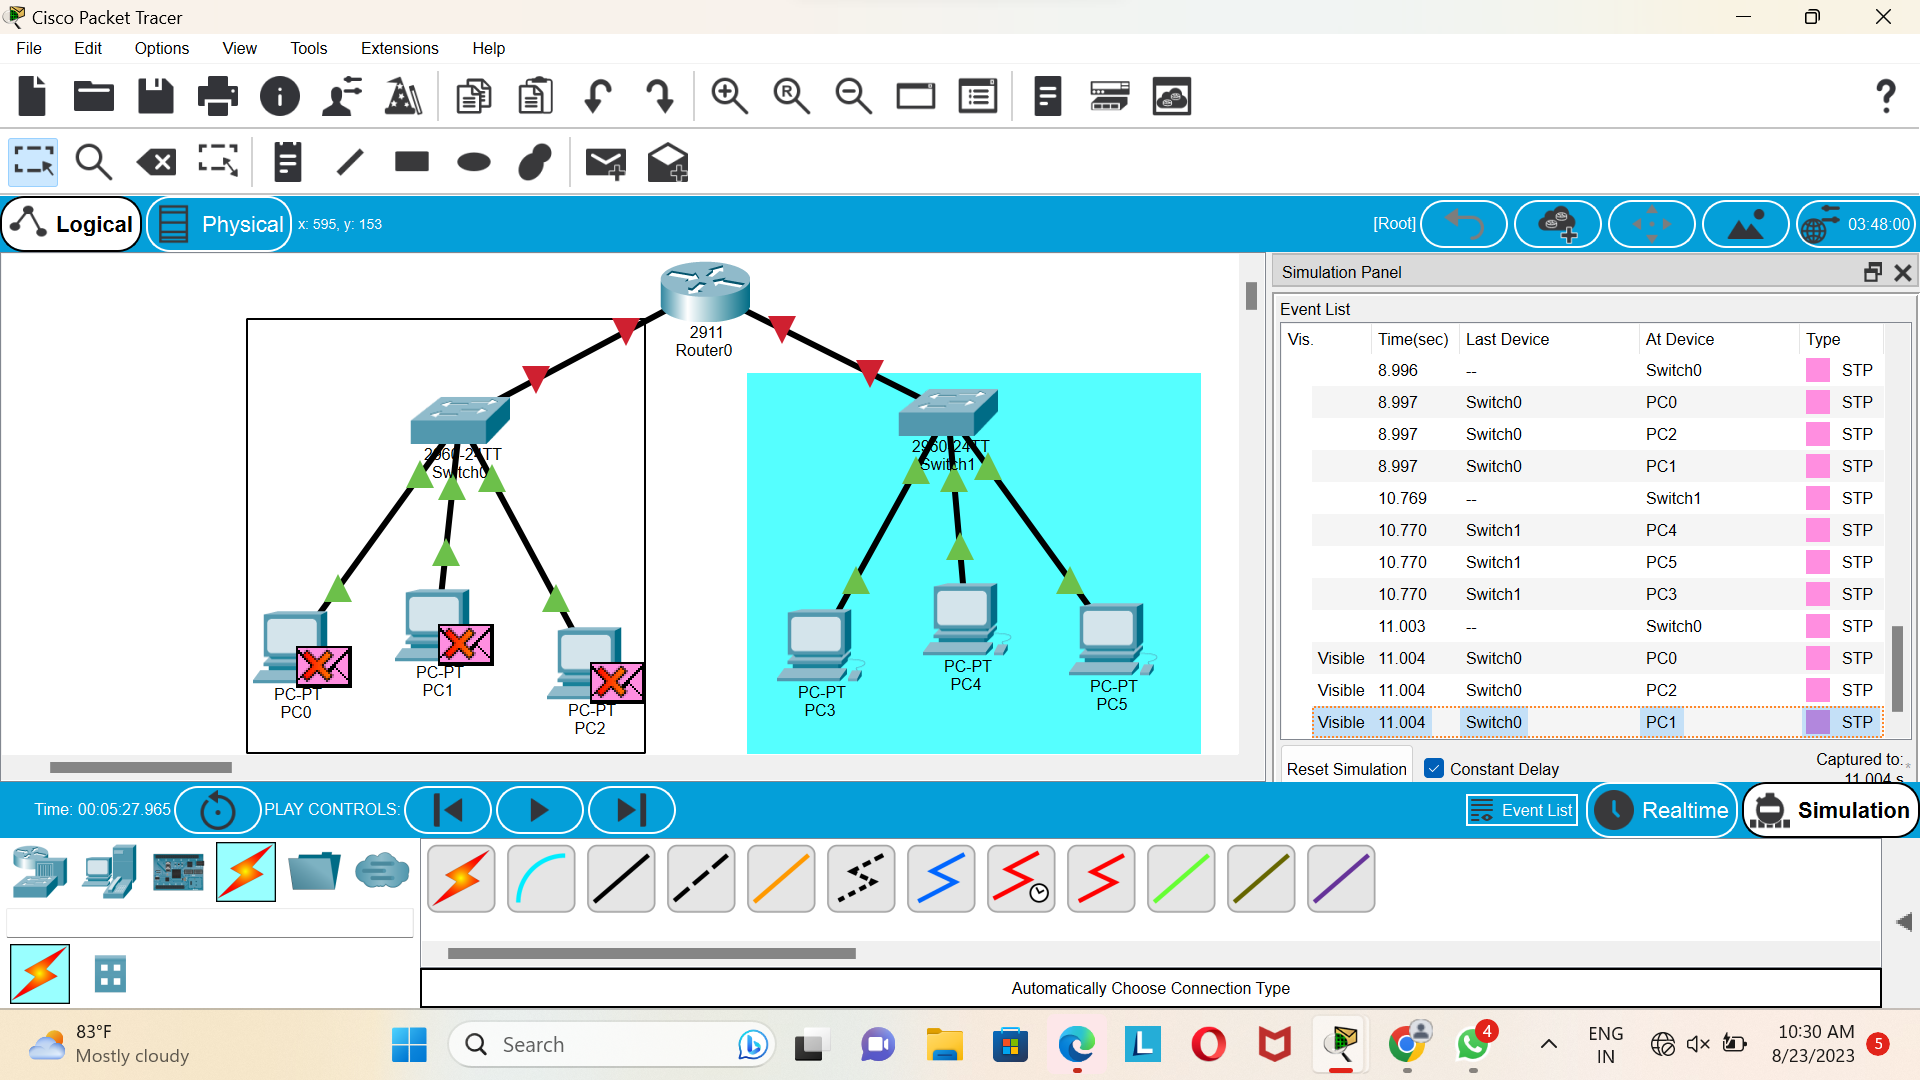 Cisco Packet Tracer
File Edit Options View Tools Extensions Help
Logical Physical x: 595, y: 153 [Root] 03:48:00
2911
Router0
2960-24TT
Switch0
2960-24TT
Switch1
PC-PT
PC0
PC-PT
PC1
PC-PT
PC2
PC-PT
PC3
PC-PT
PC4
PC-PT
PC5
Simulation Panel
Event List
Vis. Time(sec) Last Device At Device Type
8.996 -- Switch0 STP
8.997 Switch0 PC0 STP
8.997 Switch0 PC2 STP
8.997 Switch0 PC1 STP
10.769 -- Switch1 STP
10.770 Switch1 PC4 STP
10.770 Switch1 PC5 STP
10.770 Switch1 PC3 STP
11.003 -- Switch0 STP
Visible 11.004 Switch0 PC0 STP
Visible 11.004 Switch0 PC2 STP
Visible 11.004 Switch0 PC1 STP
Reset Simulation Constant Delay Captured to:*
11.004 s
Time: 00:05:27.965 PLAY CONTROLS: Event List Realtime Simulation
Automatically Choose Connection Type
83°F
Mostly cloudy
Search
4
ENG
IN
10:30 AM
8/23/2023
5